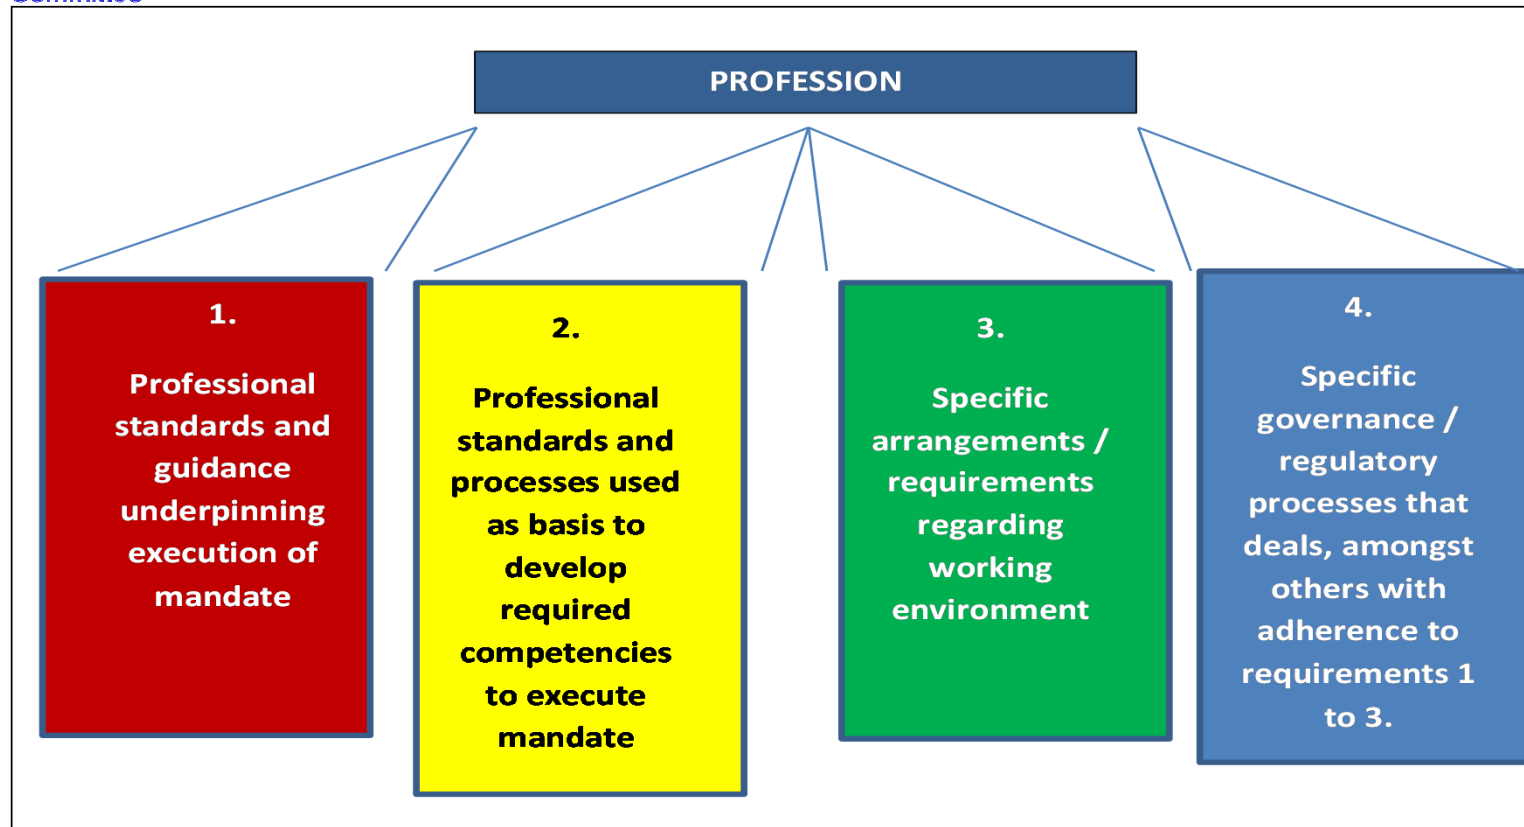 PROFESSION
1.
Professional
standards and
guidance
underpinning
execution of
mandate
2.
Professional
standards and
processes used
as basis to
develop
required
competencies
to execute
mandate
3.
Specific
arrangements /
requirements
regarding
working
environment
4.
Specific
governance /
regulatory
processes that
deals, amongst
others with
adherence to
requirements 1
to 3.